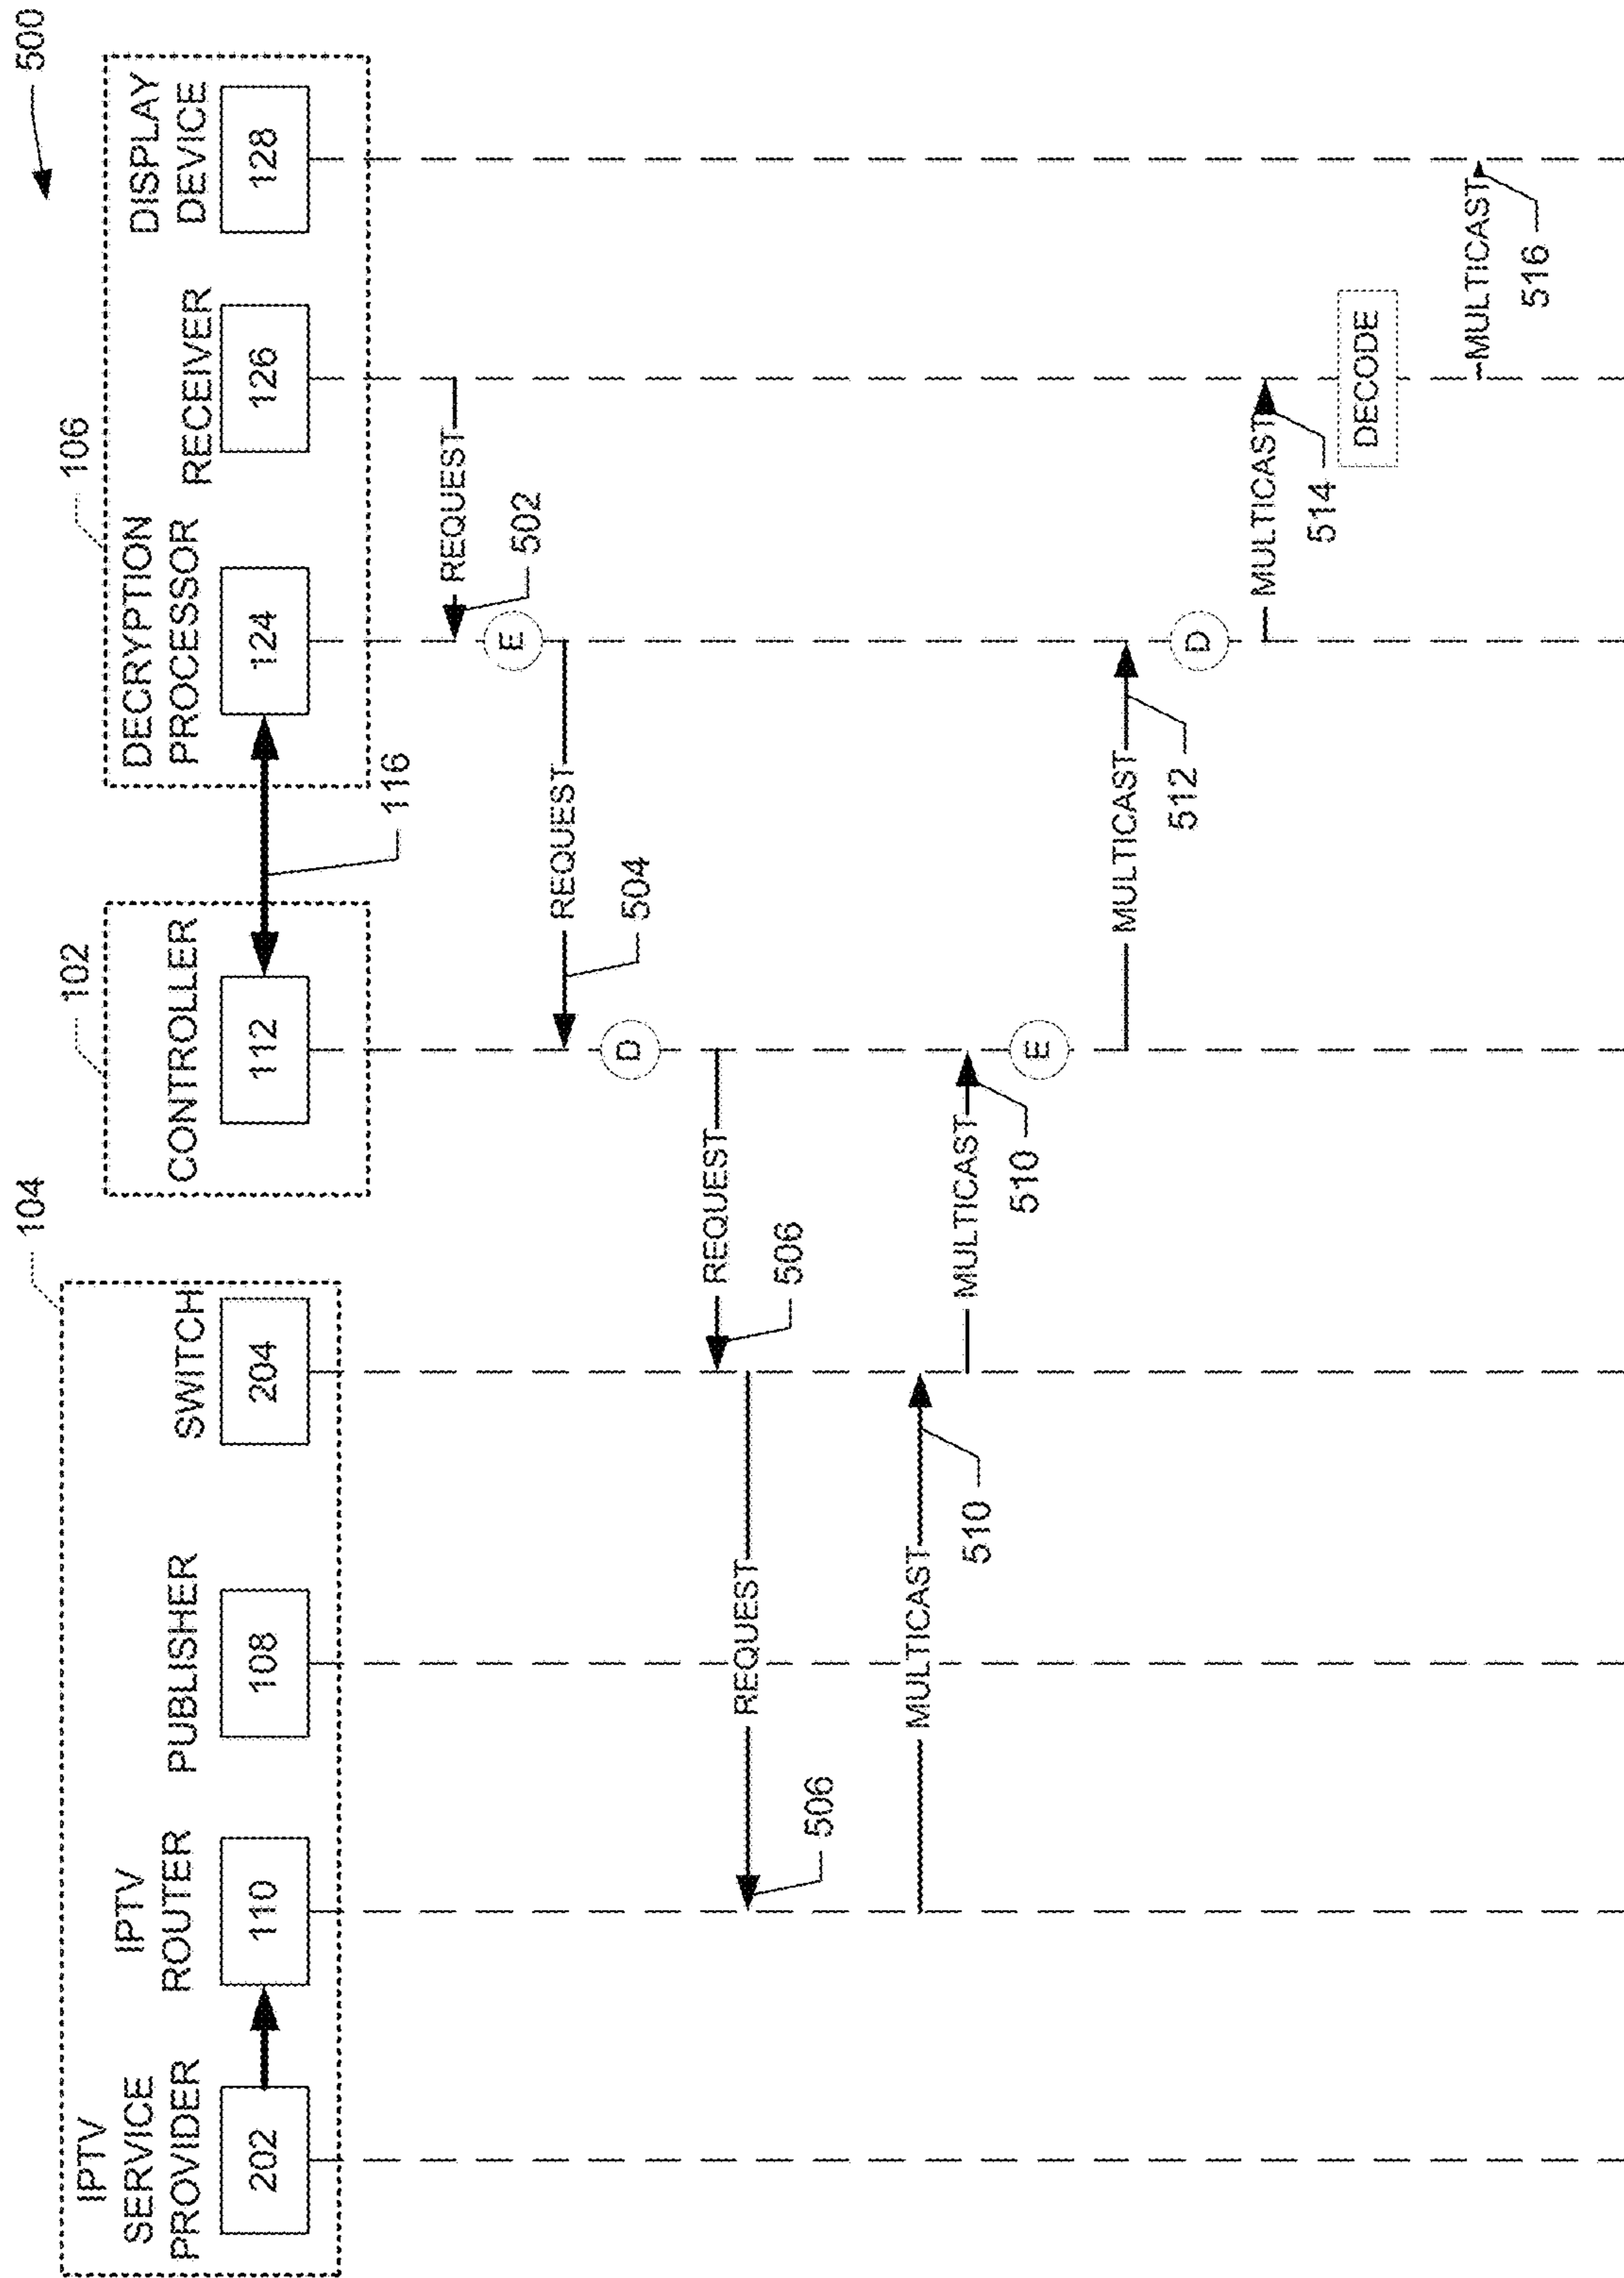 500
104
102
106
IPTV
SERVICE
PROVIDER
202
IPTV
ROUTER
110
PUBLISHER
108
SWITCH
204
CONTROLLER
112
116
DECRYPTION
PROCESSOR
124
RECEIVER
126
DISPLAY
DEVICE
128
REQUEST
502
E
REQUEST
504
D
REQUEST
506
REQUEST
506
MULTICAST
510
MULTICAST
510
E
MULTICAST
512
D
MULTICAST
514
DECODE
MULTICAST
516